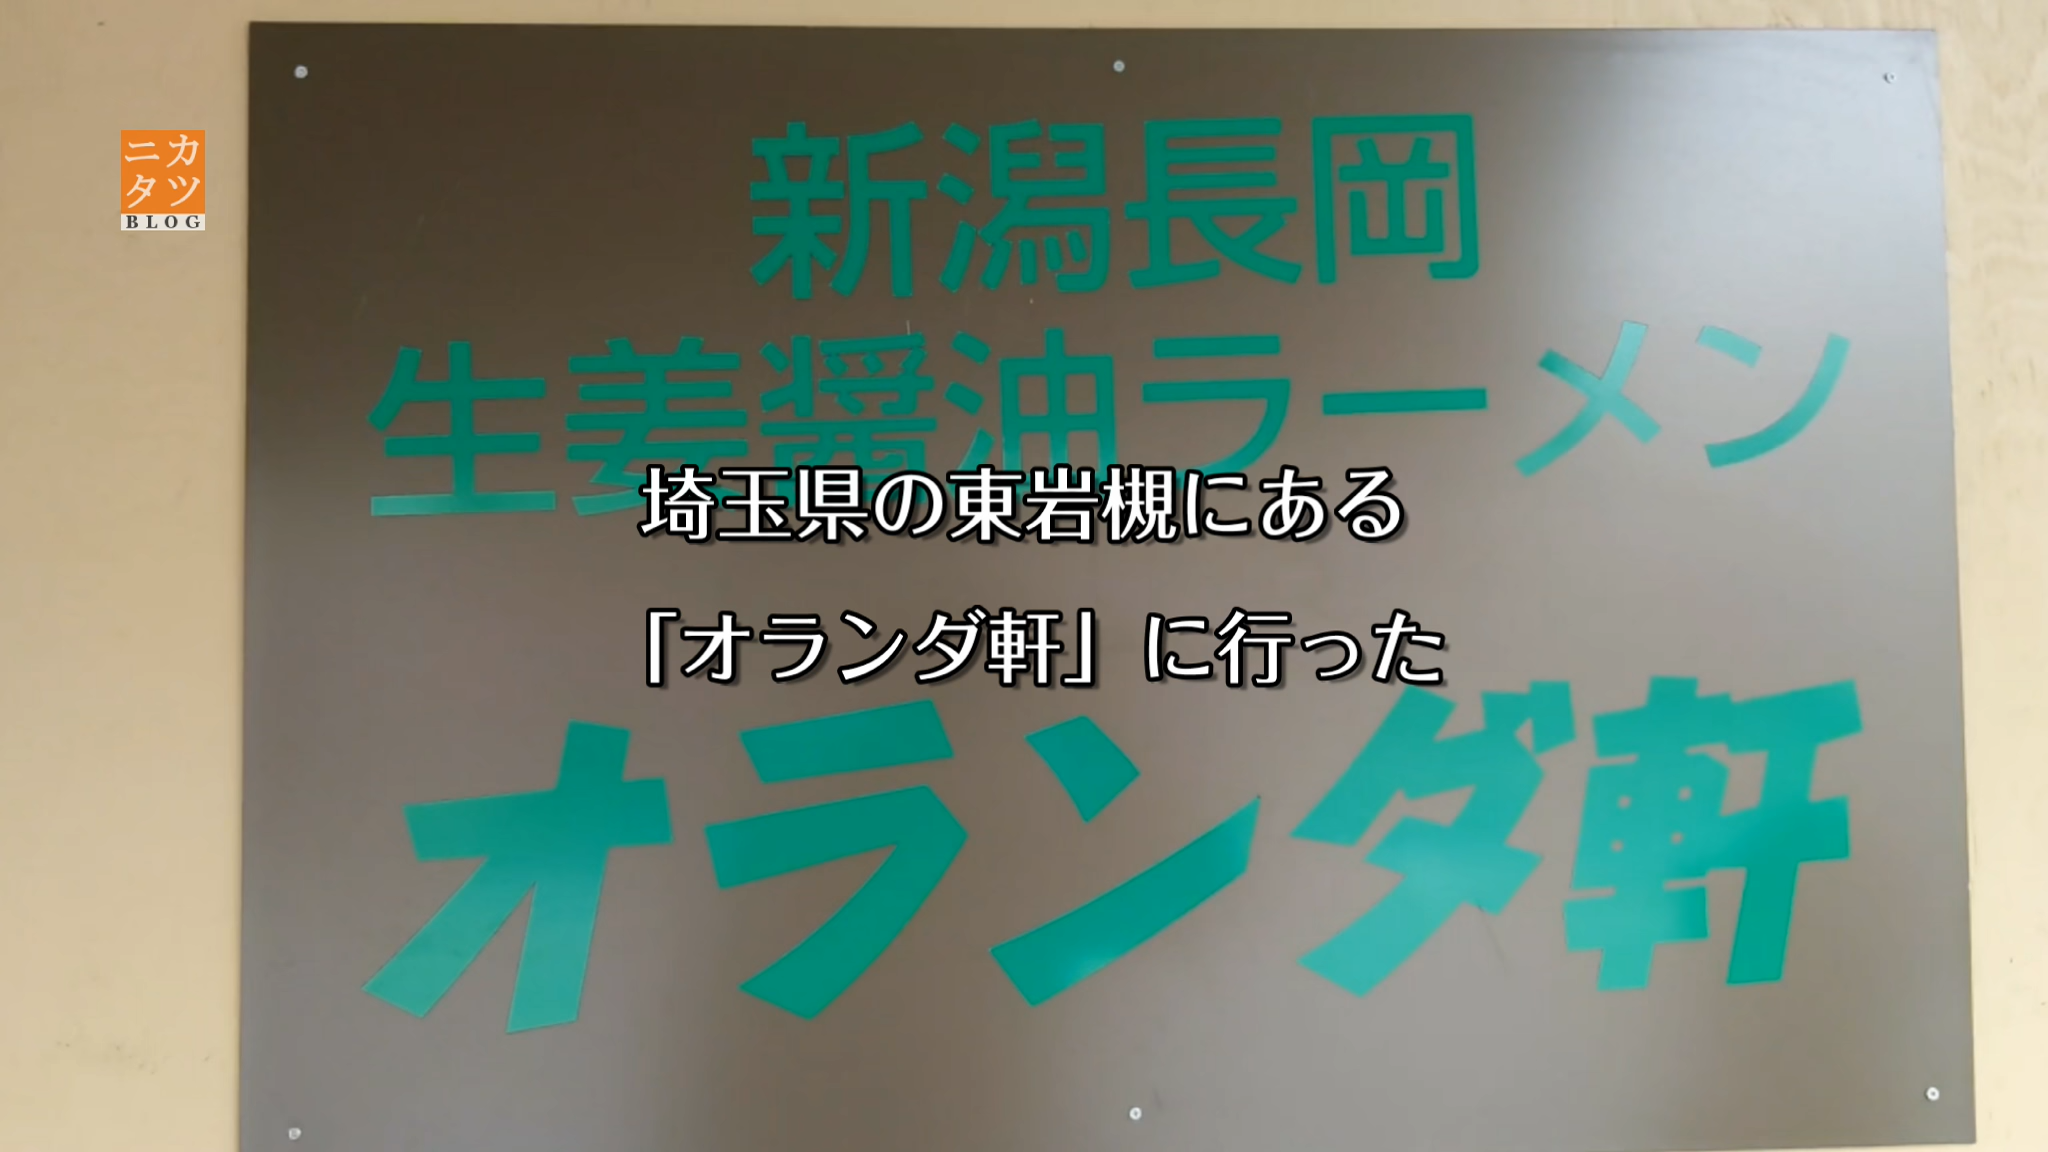 ニカ
タツ
BLOG
新潟長岡
生姜醤油ラーメン
埼玉県の東岩槻にある
「オランダ軒」に行った
オランダ軒